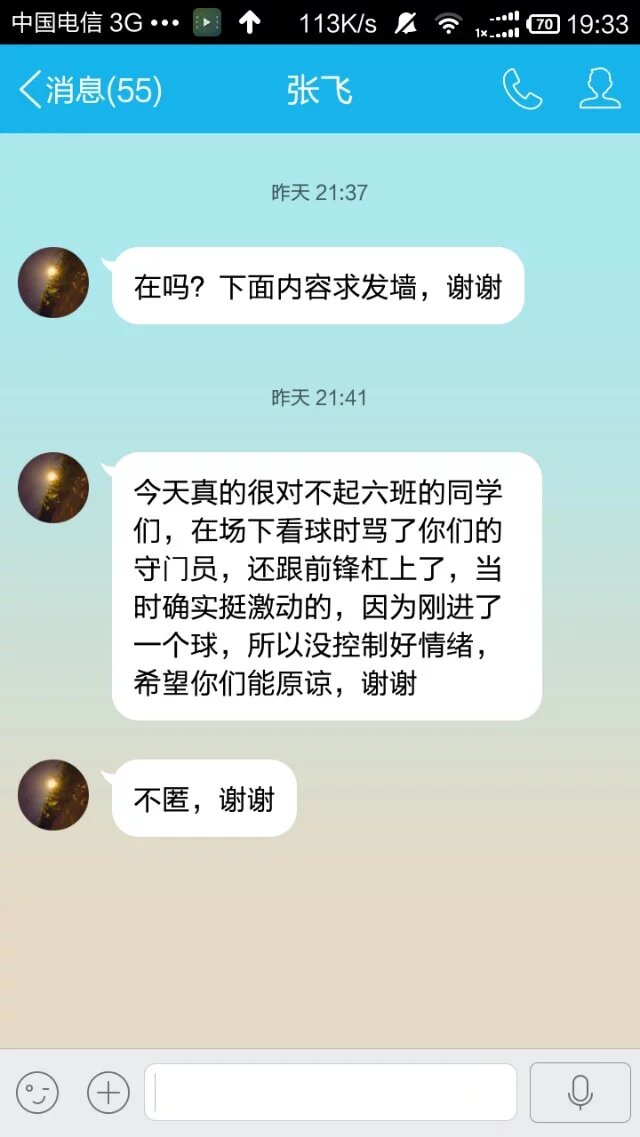 中国电信 3G ••• 113K/s 1x 70 19:33
消息(55) 张飞
昨天 21:37
在吗？下面内容求发墙，谢谢
昨天 21:41
今天真的很对不起六班的同学
们，在场下看球时骂了你们的
守门员，还跟前锋杠上了，当
时确实挺激动的，因为刚进了
一个球，所以没控制好情绪，
希望你们能原谅，谢谢
不匿，谢谢